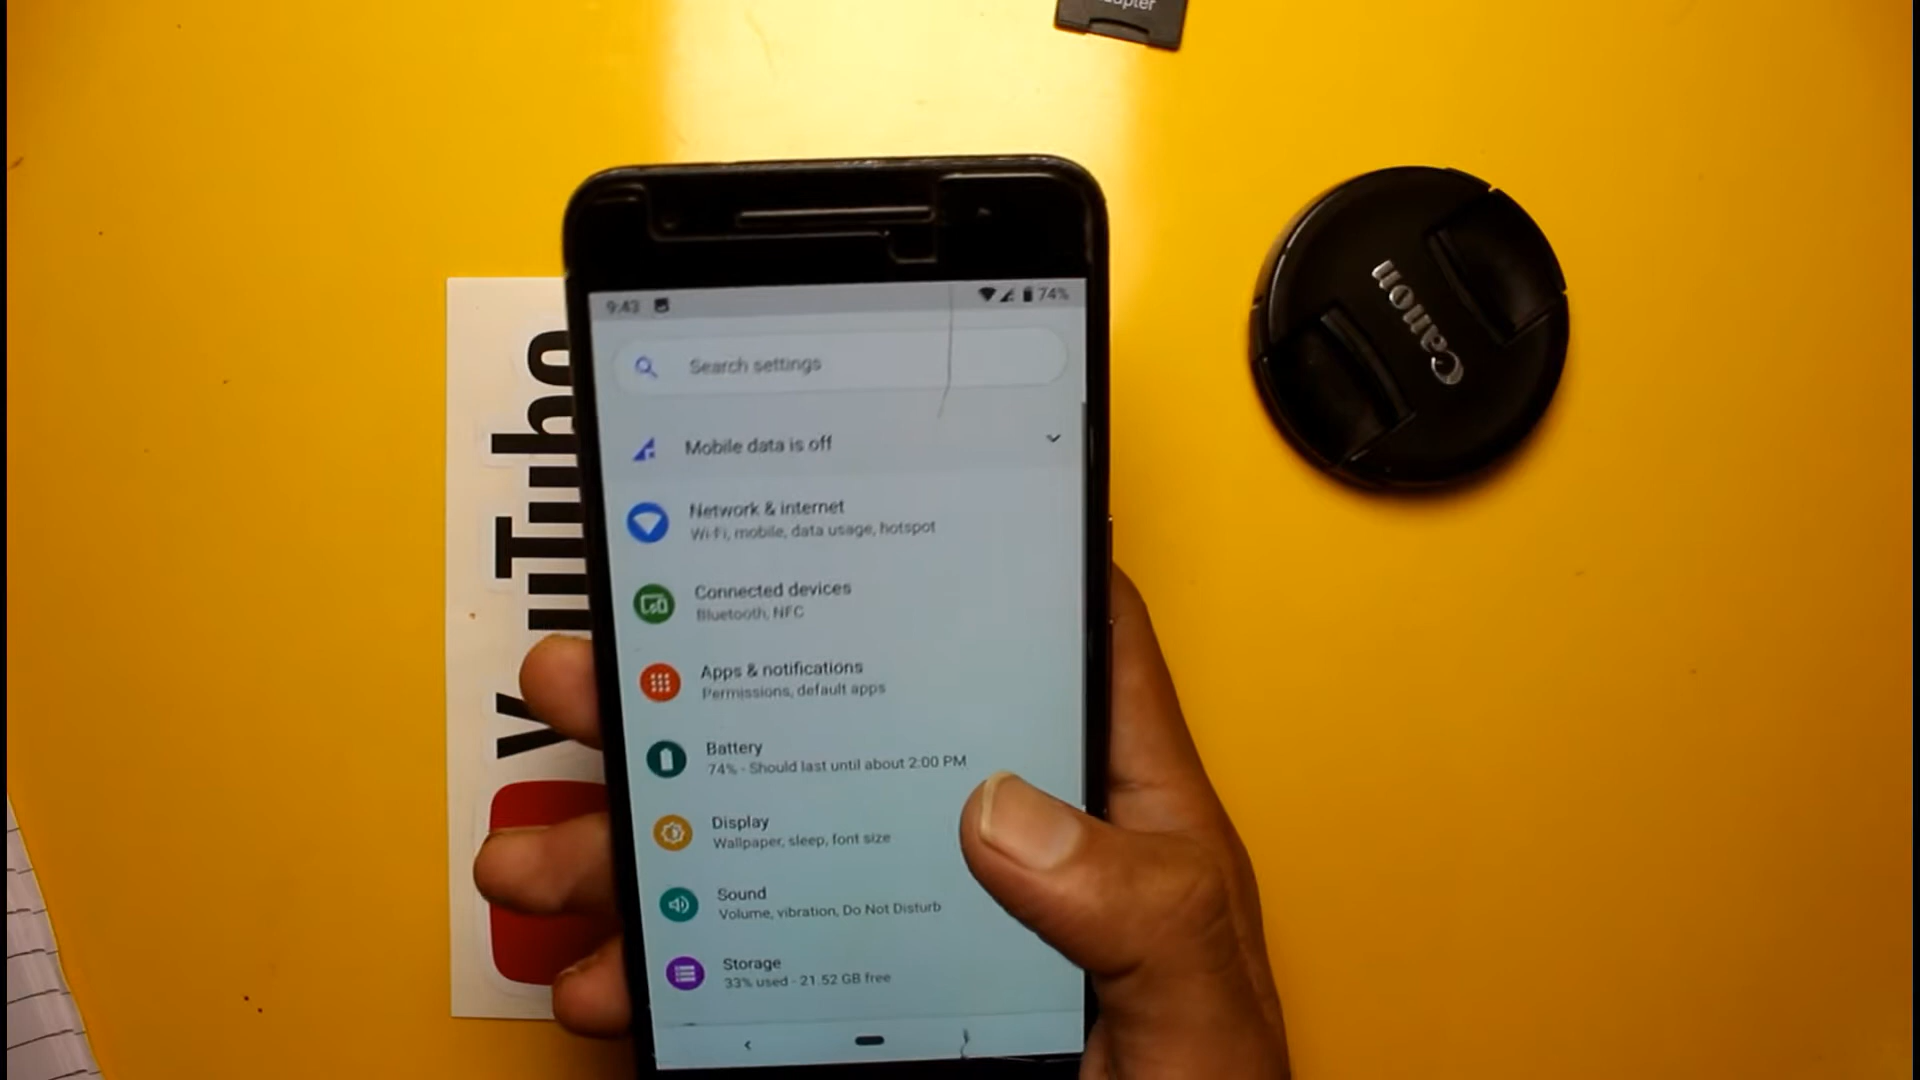 Adapter
Canon
YouTube
9:43
74%
Search settings
Mobile data is off
Network & internet
Wi-Fi, mobile, data usage, hotspot
Connected devices
Bluetooth, NFC
Apps & notifications
Permissions, default apps
Battery
74% - Should last until about 2:00 PM
Display
Wallpaper, sleep, font size
Sound
Volume, vibration, Do Not Disturb
Storage
33% used - 21.52 GB free